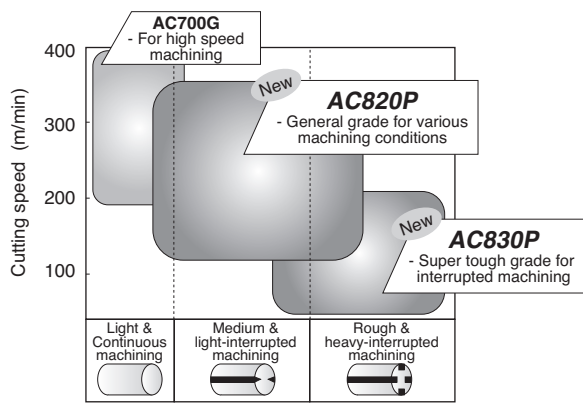 AC700G
- For high speed
machining
New
AC820P
- General grade for various
machining conditions
New
AC830P
- Super tough grade for
interrupted machining
Cutting speed (m/min)
400
300
200
100
Light &
Continuous
machining
Medium &
light-interrupted
machining
Rough &
heavy-interrupted
machining